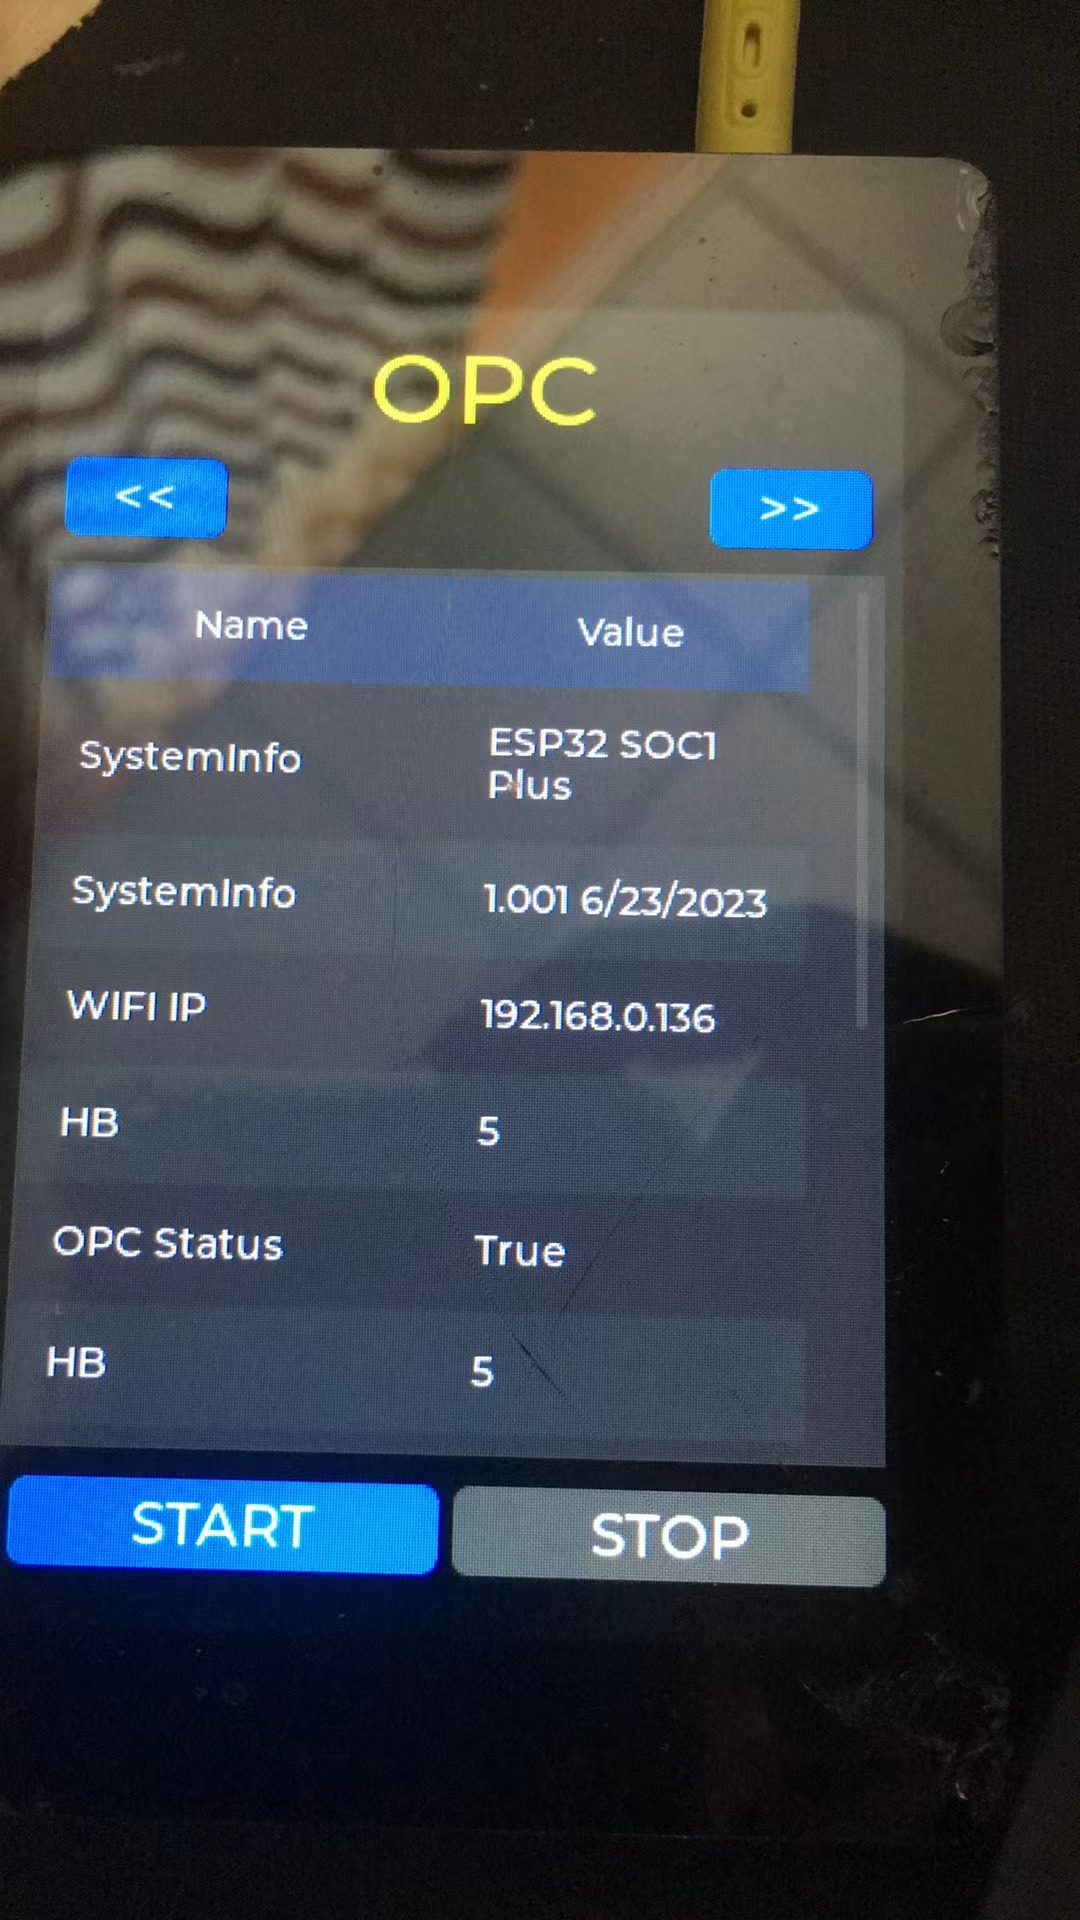 OPC
<< >>
Name Value
SystemInfo ESP32 SOC1
Plus
SystemInfo 1.001 6/23/2023
WIFI IP 192.168.0.136
HB 5
OPC Status True
HB 5
START STOP